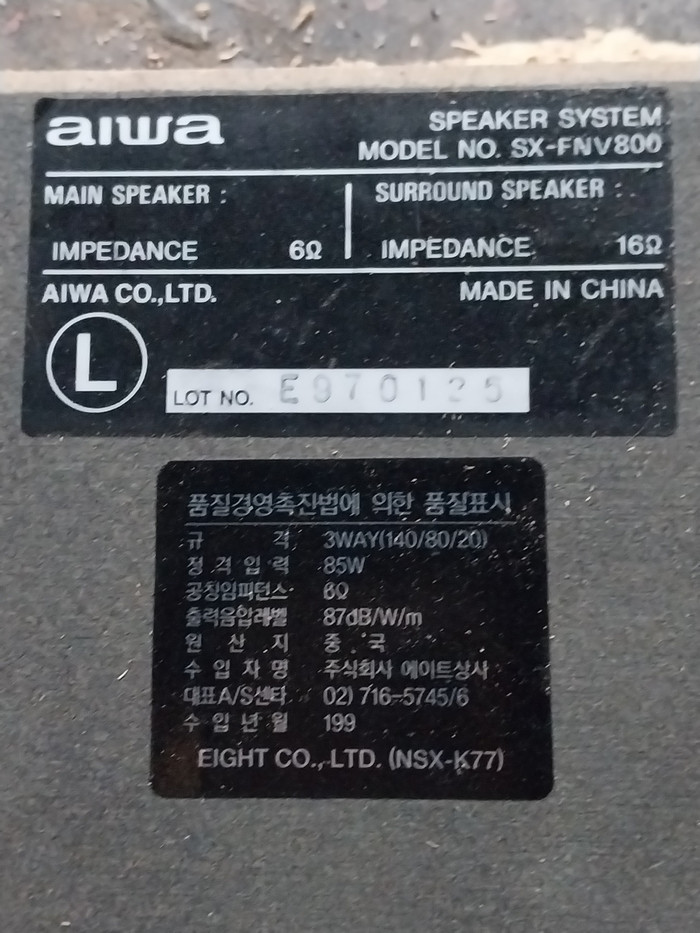 aiwa
SPEAKER SYSTEM
MODEL NO. SX-FNV800
MAIN SPEAKER :
SURROUND SPEAKER :
IMPEDANCE 6Ω
IMPEDANCE 16Ω
AIWA CO.,LTD.
MADE IN CHINA
L
LOT NO. E970125
품질경영촉진법에 의한 품질표시
규 격 3WAY(140/80/20)
정 격 입 력 85W
공칭임피던스 6Ω
출력음압레벨 87dB/W/m
원 산 지 중 국
수 입 자 명 주식회사 에이트상사
대표A/S센타 02) 716-5745/6
수 입 년 월 199
EIGHT CO., LTD. (NSX-K77)